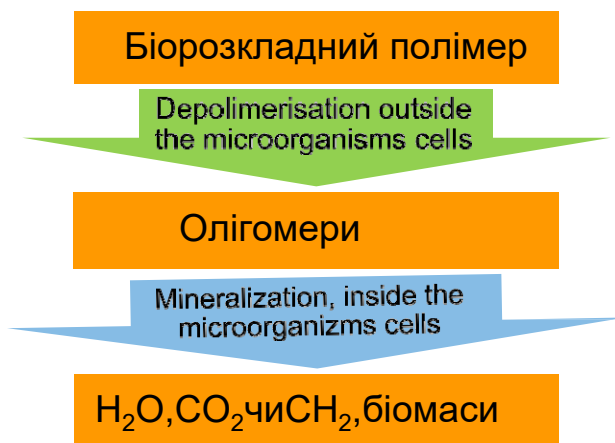 Біорозкладний полімер
Depolimerisation outside
the microorganisms cells
Олігомери
Mineralization, inside the
microorganizms cells
H₂O,CO₂чиCH₂,біомаси